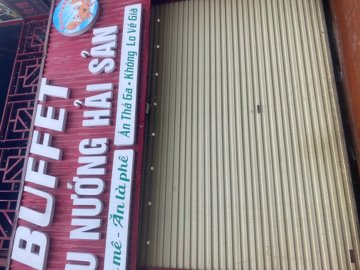 BUFFET
U NƯỚNG HẢI SẢN
mê - Ăn là phê
Ăn Thả Ga - Không Lo Về Giá